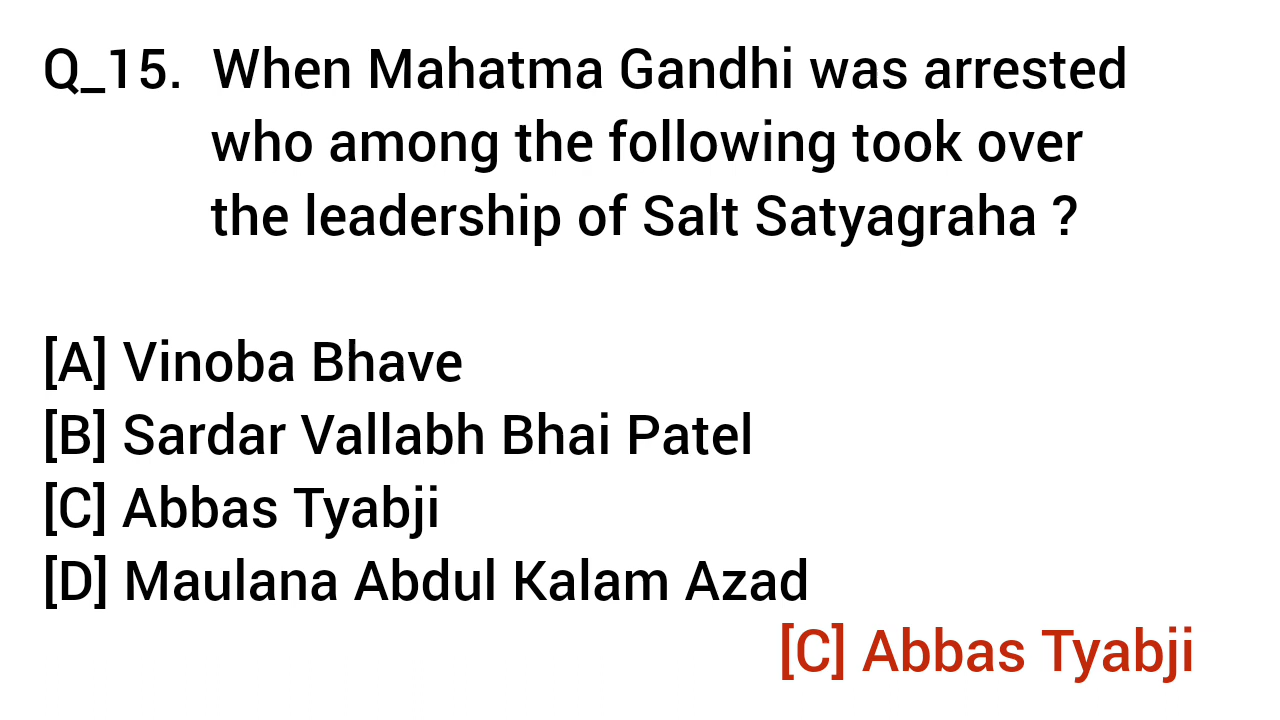 Q_15. When Mahatma Gandhi was arrested
who among the following took over
the leadership of Salt Satyagraha ?
[A] Vinoba Bhave
[B] Sardar Vallabh Bhai Patel
[C] Abbas Tyabji
[D] Maulana Abdul Kalam Azad
[C] Abbas Tyabji